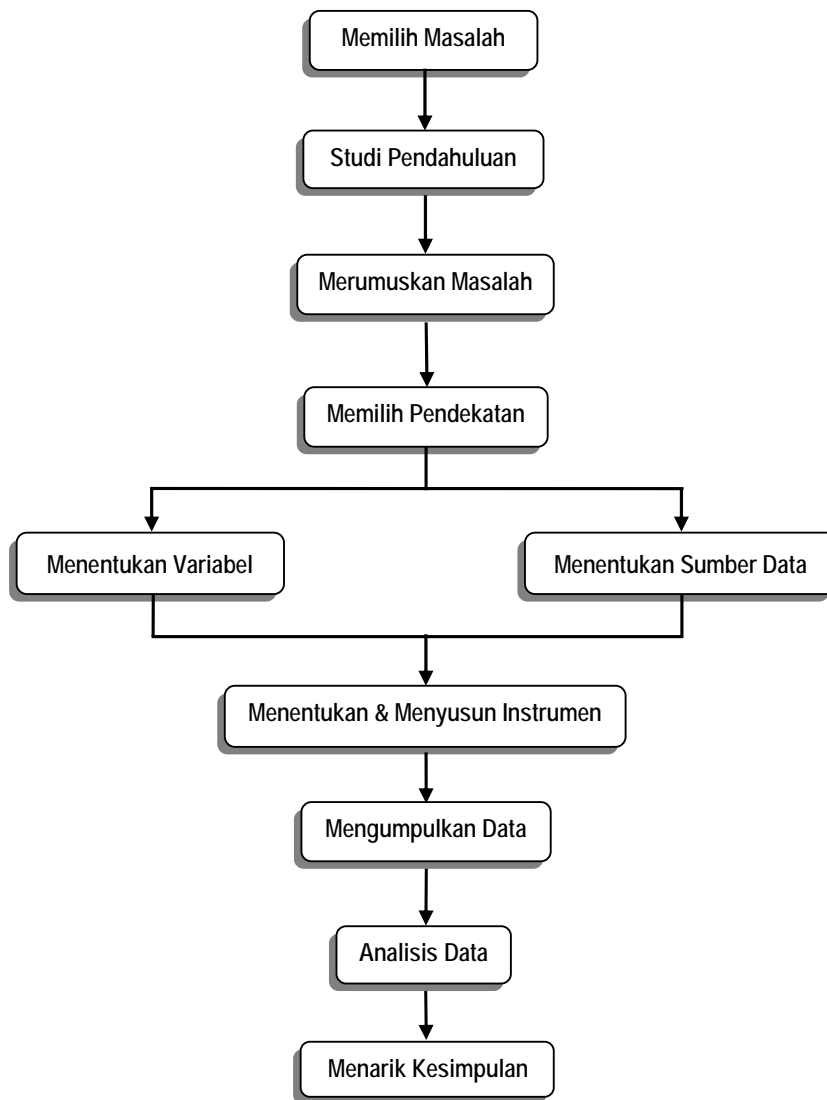 Memilih Masalah
Studi Pendahuluan
Merumuskan Masalah
Memilih Pendekatan
Menentukan Variabel
Menentukan Sumber Data
Menentukan & Menyusun Instrumen
Mengumpulkan Data
Analisis Data
Menarik Kesimpulan